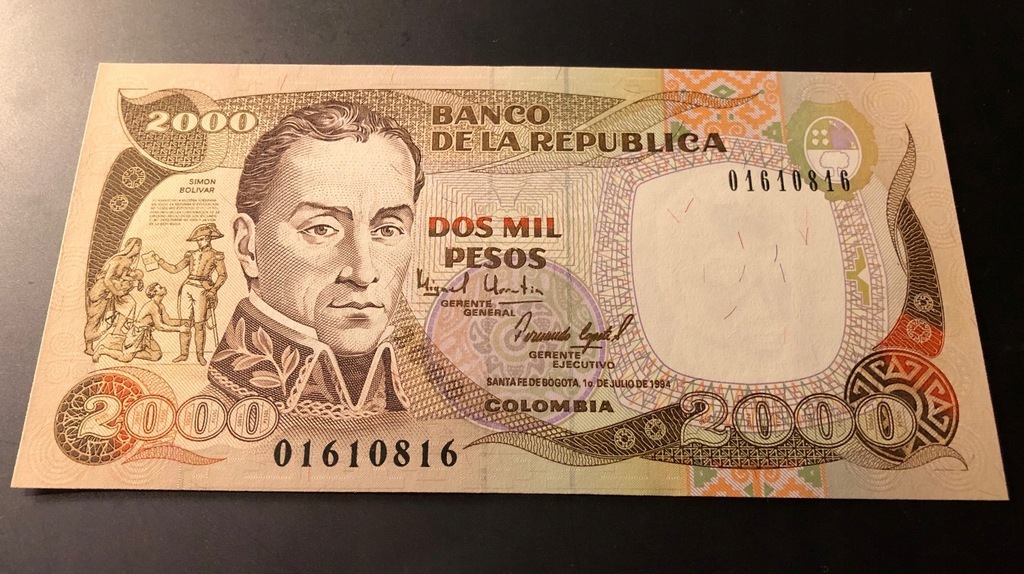 2000
BANCO
DE LA REPUBLICA
01610816
SIMON
BOLIVAR
DOS MIL
PESOS
GERENTE
GENERAL
GERENTE
EJECUTIVO
SANTA FE DE BOGOTA, 1o. DE JULIO DE 1994
COLOMBIA
2000
2000
01610816